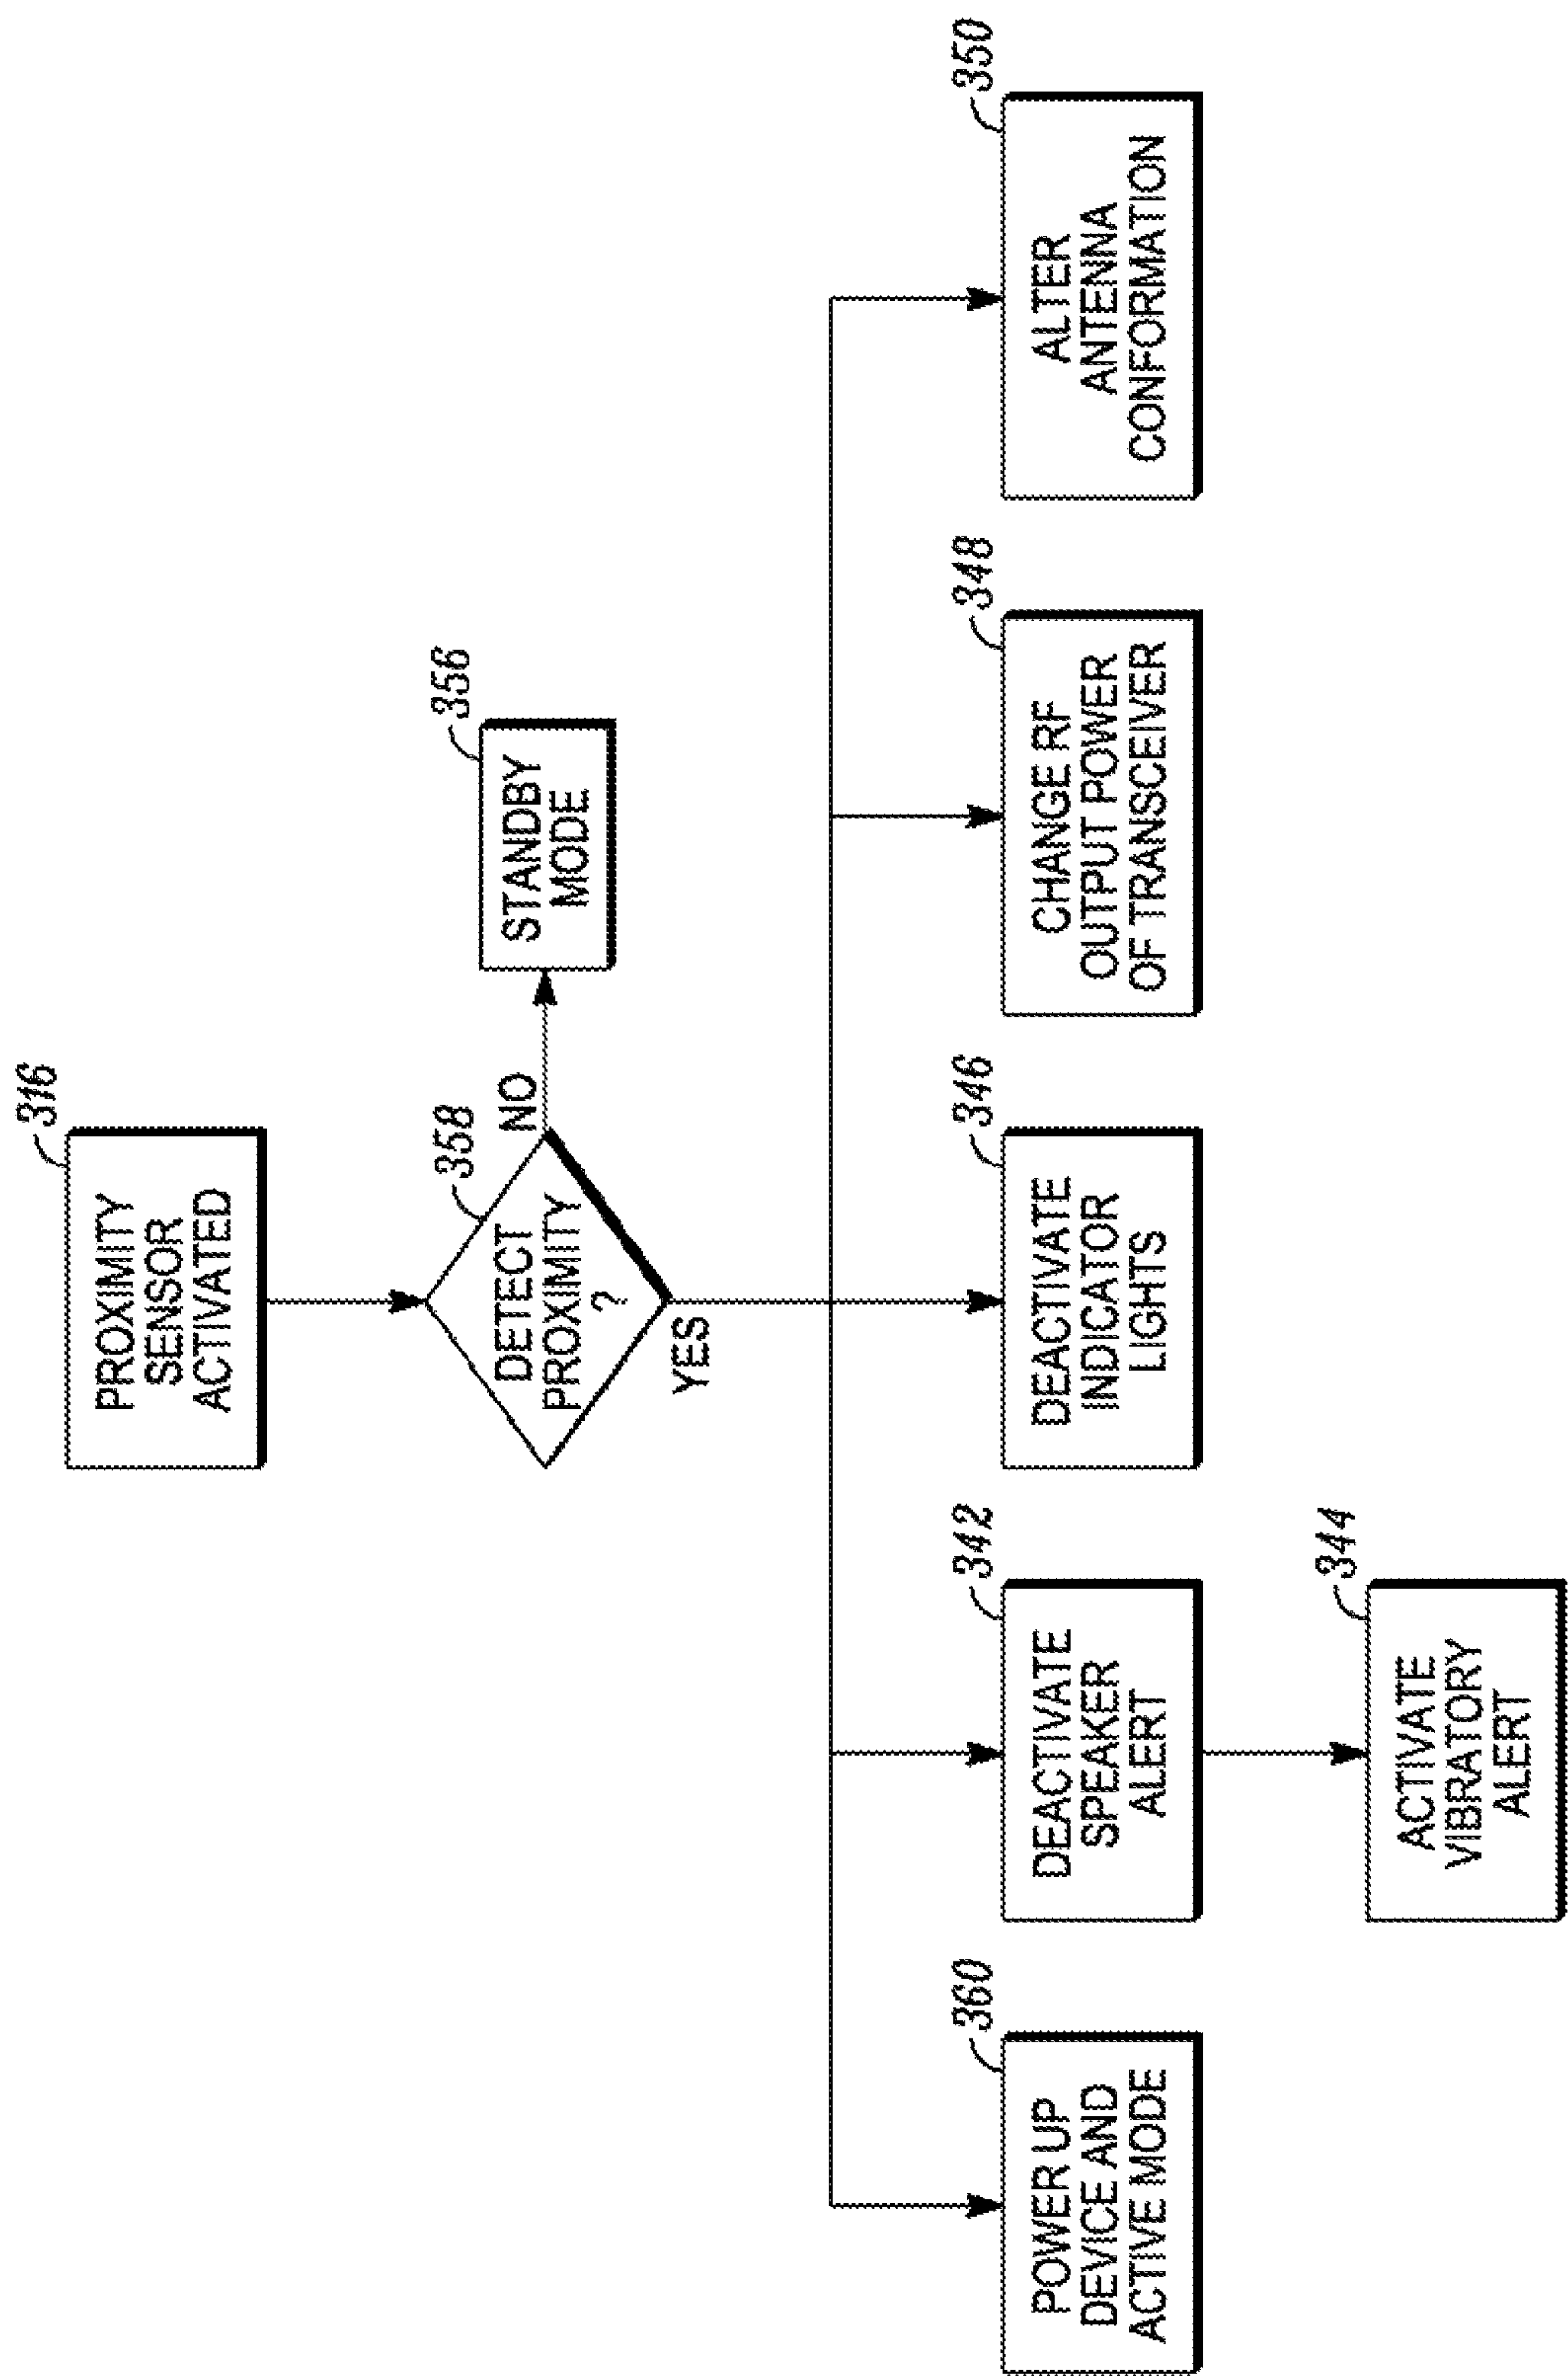 316
PROXIMITY
SENSOR
ACTIVATED
358
DETECT
PROXIMITY
?
NO
YES
356
STANDBY
MODE
360
POWER UP
DEVICE AND
ACTIVE MODE
342
DEACTIVATE
SPEAKER
ALERT
346
DEACTIVATE
INDICATOR
LIGHTS
348
CHANGE RF
OUTPUT POWER
OF TRANSCEIVER
350
ALTER
ANTENNA
CONFORMATION
344
ACTIVATE
VIBRATORY
ALERT